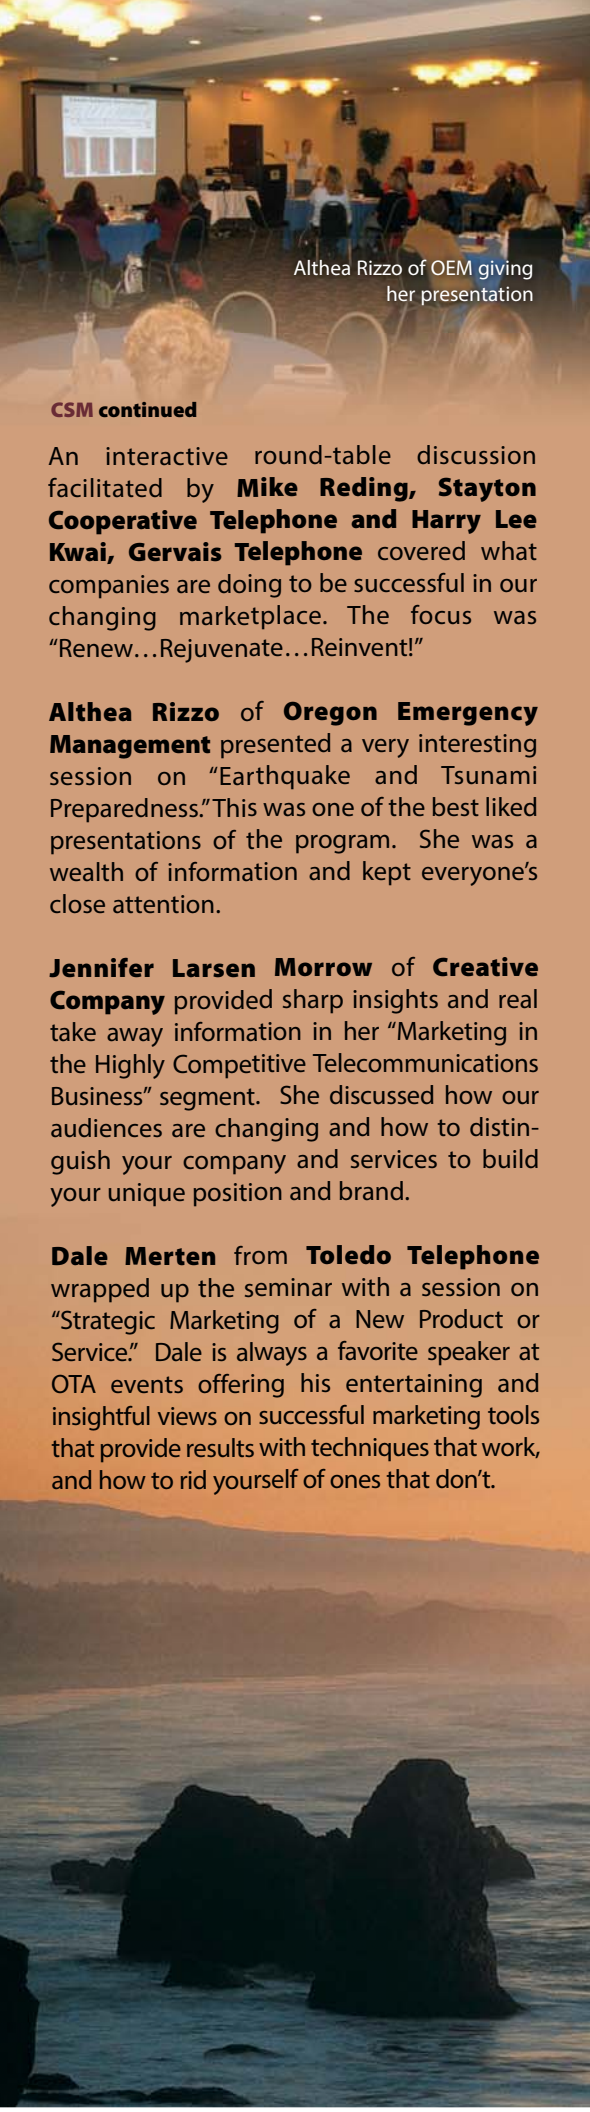 Althea Rizzo of OEM giving
her presentation
CSM continued
An interactive round-table discussion
facilitated by Mike Reding, Stayton
Cooperative Telephone and Harry Lee
Kwai, Gervais Telephone covered what
companies are doing to be successful in our
changing marketplace. The focus was
“Renew…Rejuvenate…Reinvent!”
Althea Rizzo of Oregon Emergency
Management presented a very interesting
session on “Earthquake and Tsunami
Preparedness.” This was one of the best liked
presentations of the program. She was a
wealth of information and kept everyone’s
close attention.
Jennifer Larsen Morrow of Creative
Company provided sharp insights and real
take away information in her “Marketing in
the Highly Competitive Telecommunications
Business” segment. She discussed how our
audiences are changing and how to distin-
guish your company and services to build
your unique position and brand.
Dale Merten from Toledo Telephone
wrapped up the seminar with a session on
“Strategic Marketing of a New Product or
Service.” Dale is always a favorite speaker at
OTA events offering his entertaining and
insightful views on successful marketing tools
that provide results with techniques that work,
and how to rid yourself of ones that don’t.